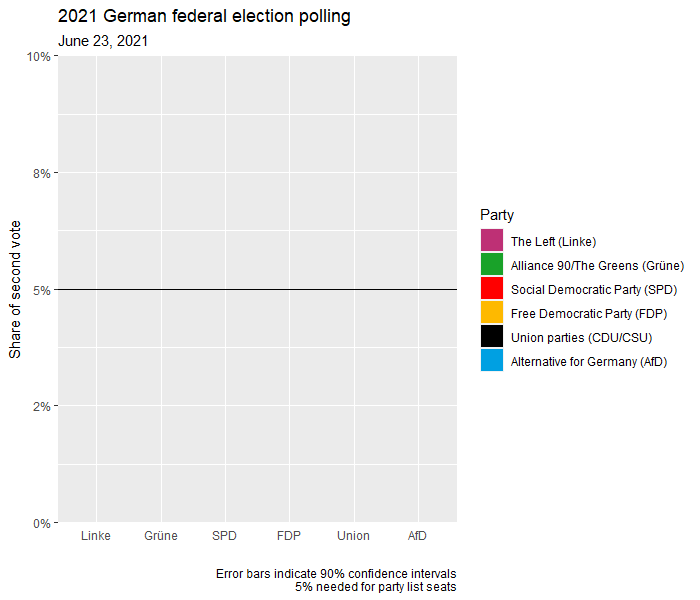 2021 German federal election polling
June 23, 2021
Share of second vote
10%
8%
5%
2%
0%
Linke
Grüne
SPD
FDP
Union
AfD
Party
The Left (Linke)
Alliance 90/The Greens (Grüne)
Social Democratic Party (SPD)
Free Democratic Party (FDP)
Union parties (CDU/CSU)
Alternative for Germany (AfD)
Error bars indicate 90% confidence intervals
5% needed for party list seats